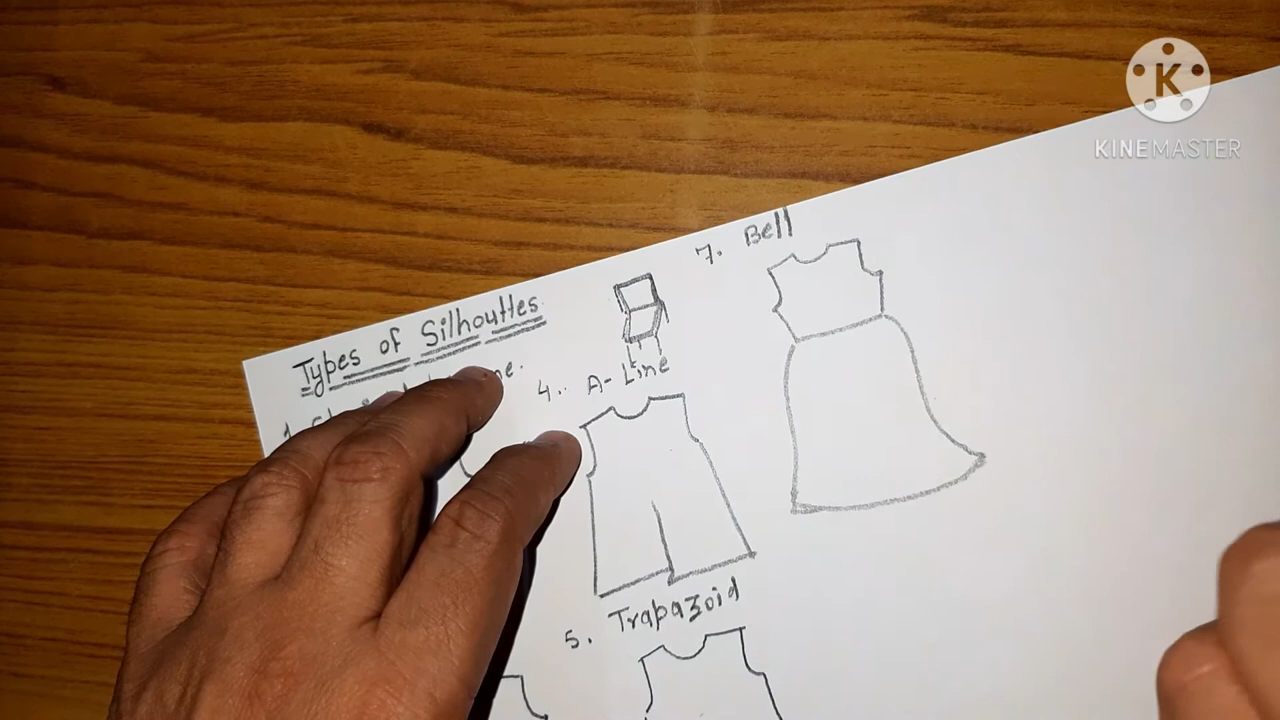 Types of Silhouttes
4. A-Line
5. Trapazoid
7. Bell
K
KINEMASTER